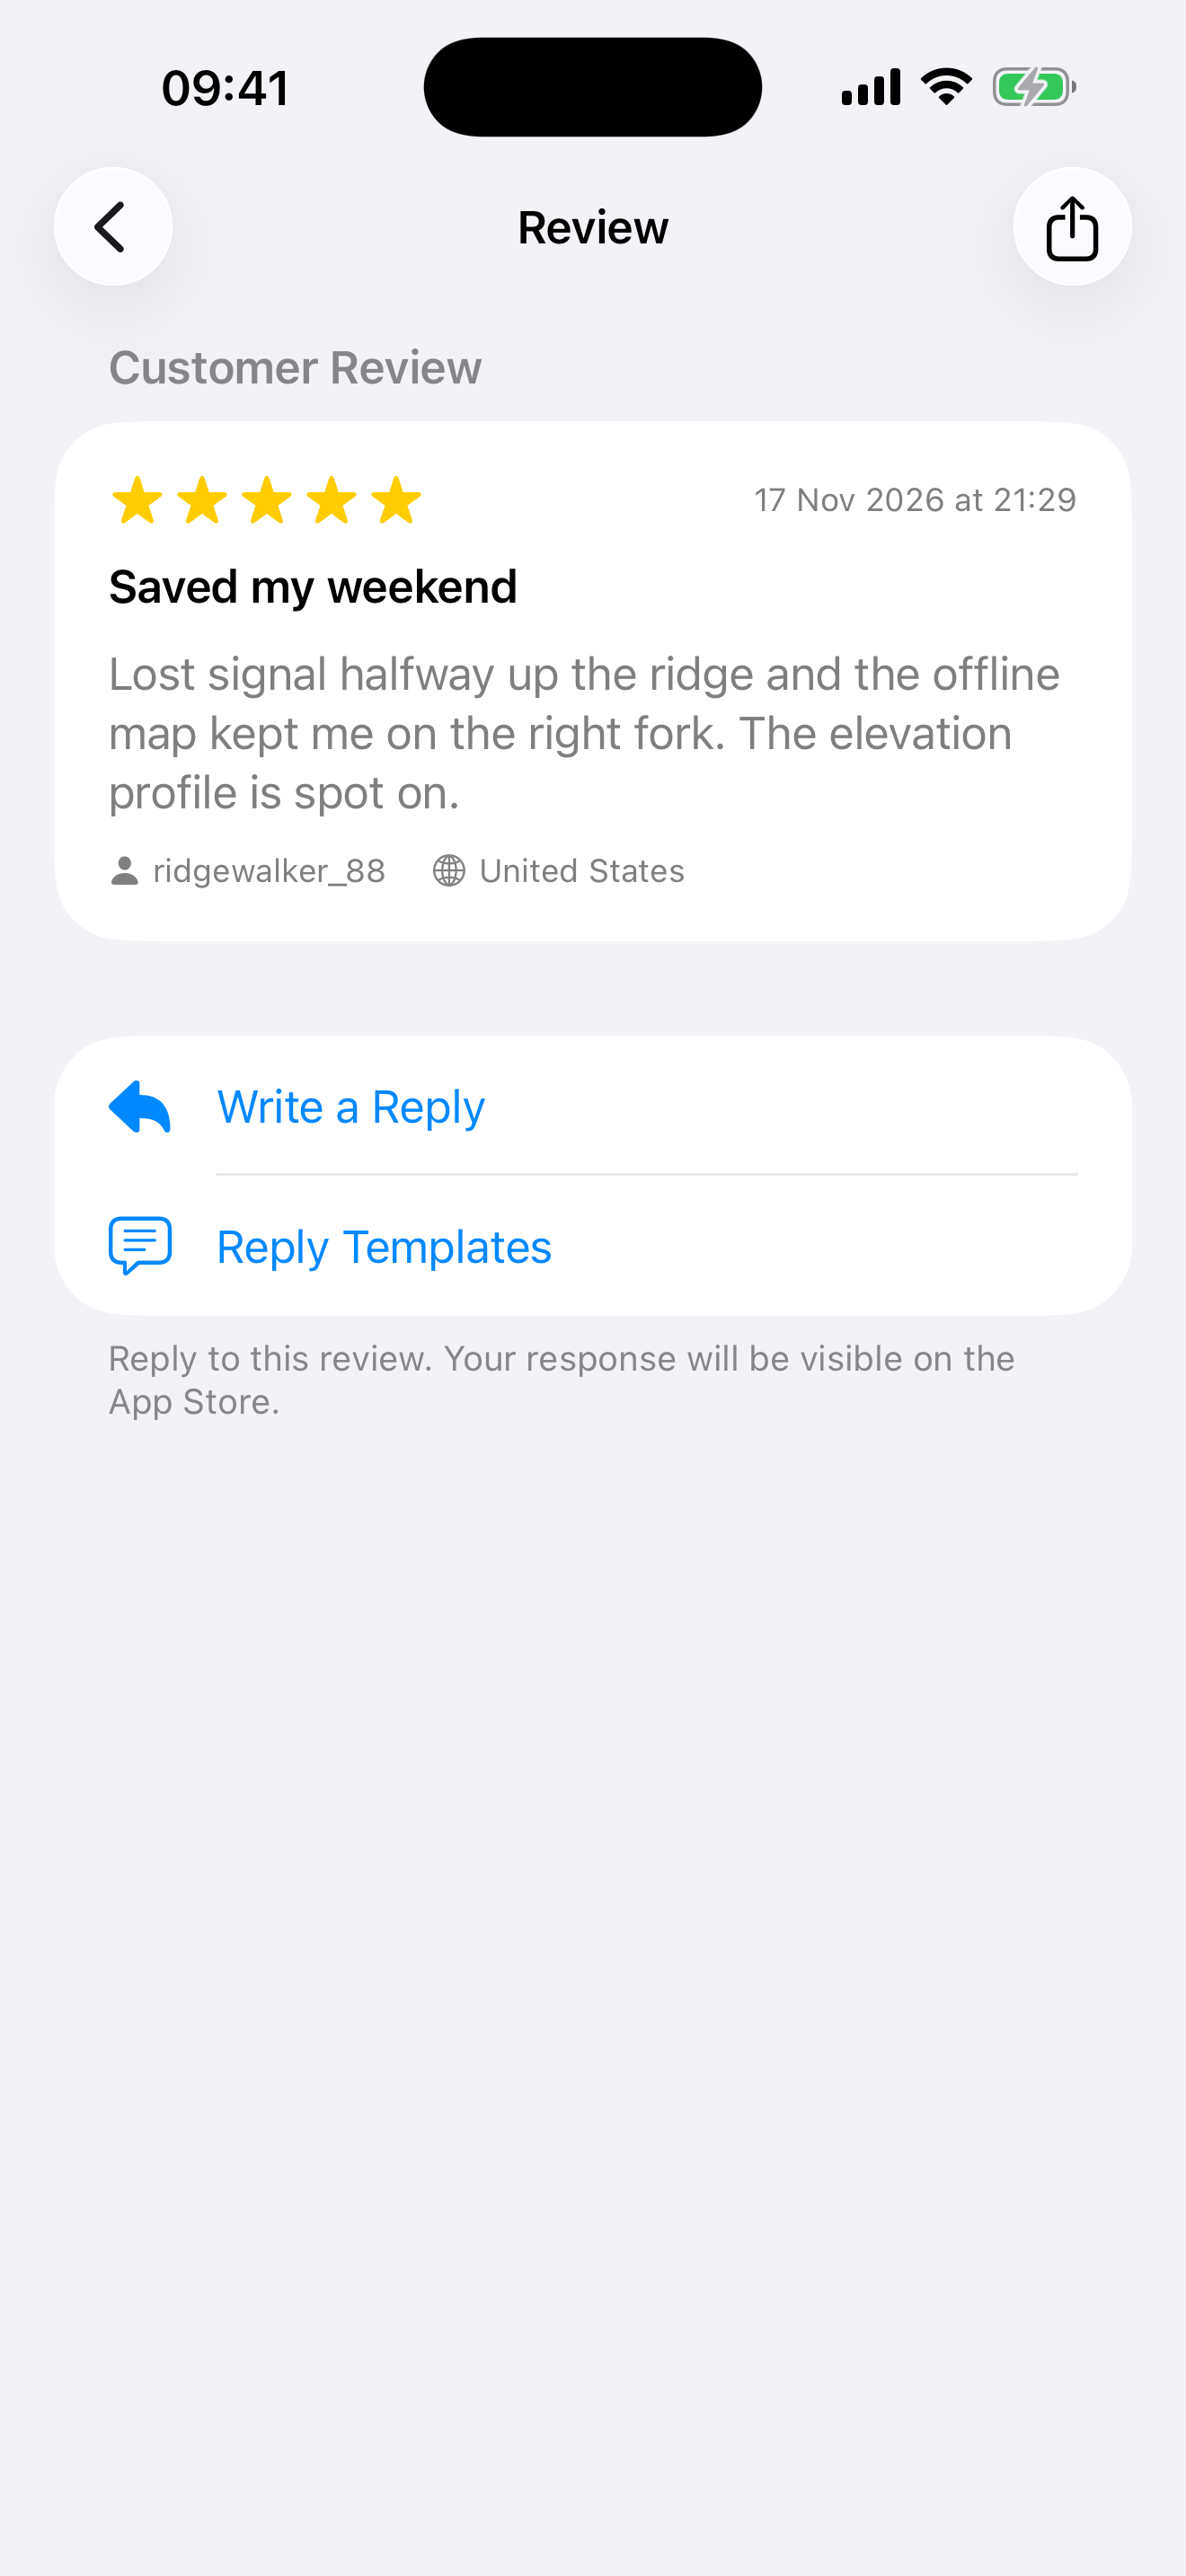 09:41
Review
Customer Review
17 Nov 2026 at 21:29
Saved my weekend
Lost signal halfway up the ridge and the offline
map kept me on the right fork. The elevation
profile is spot on.
ridgewalker_88 United States
Write a Reply
Reply Templates
Reply to this review. Your response will be visible on the
App Store.